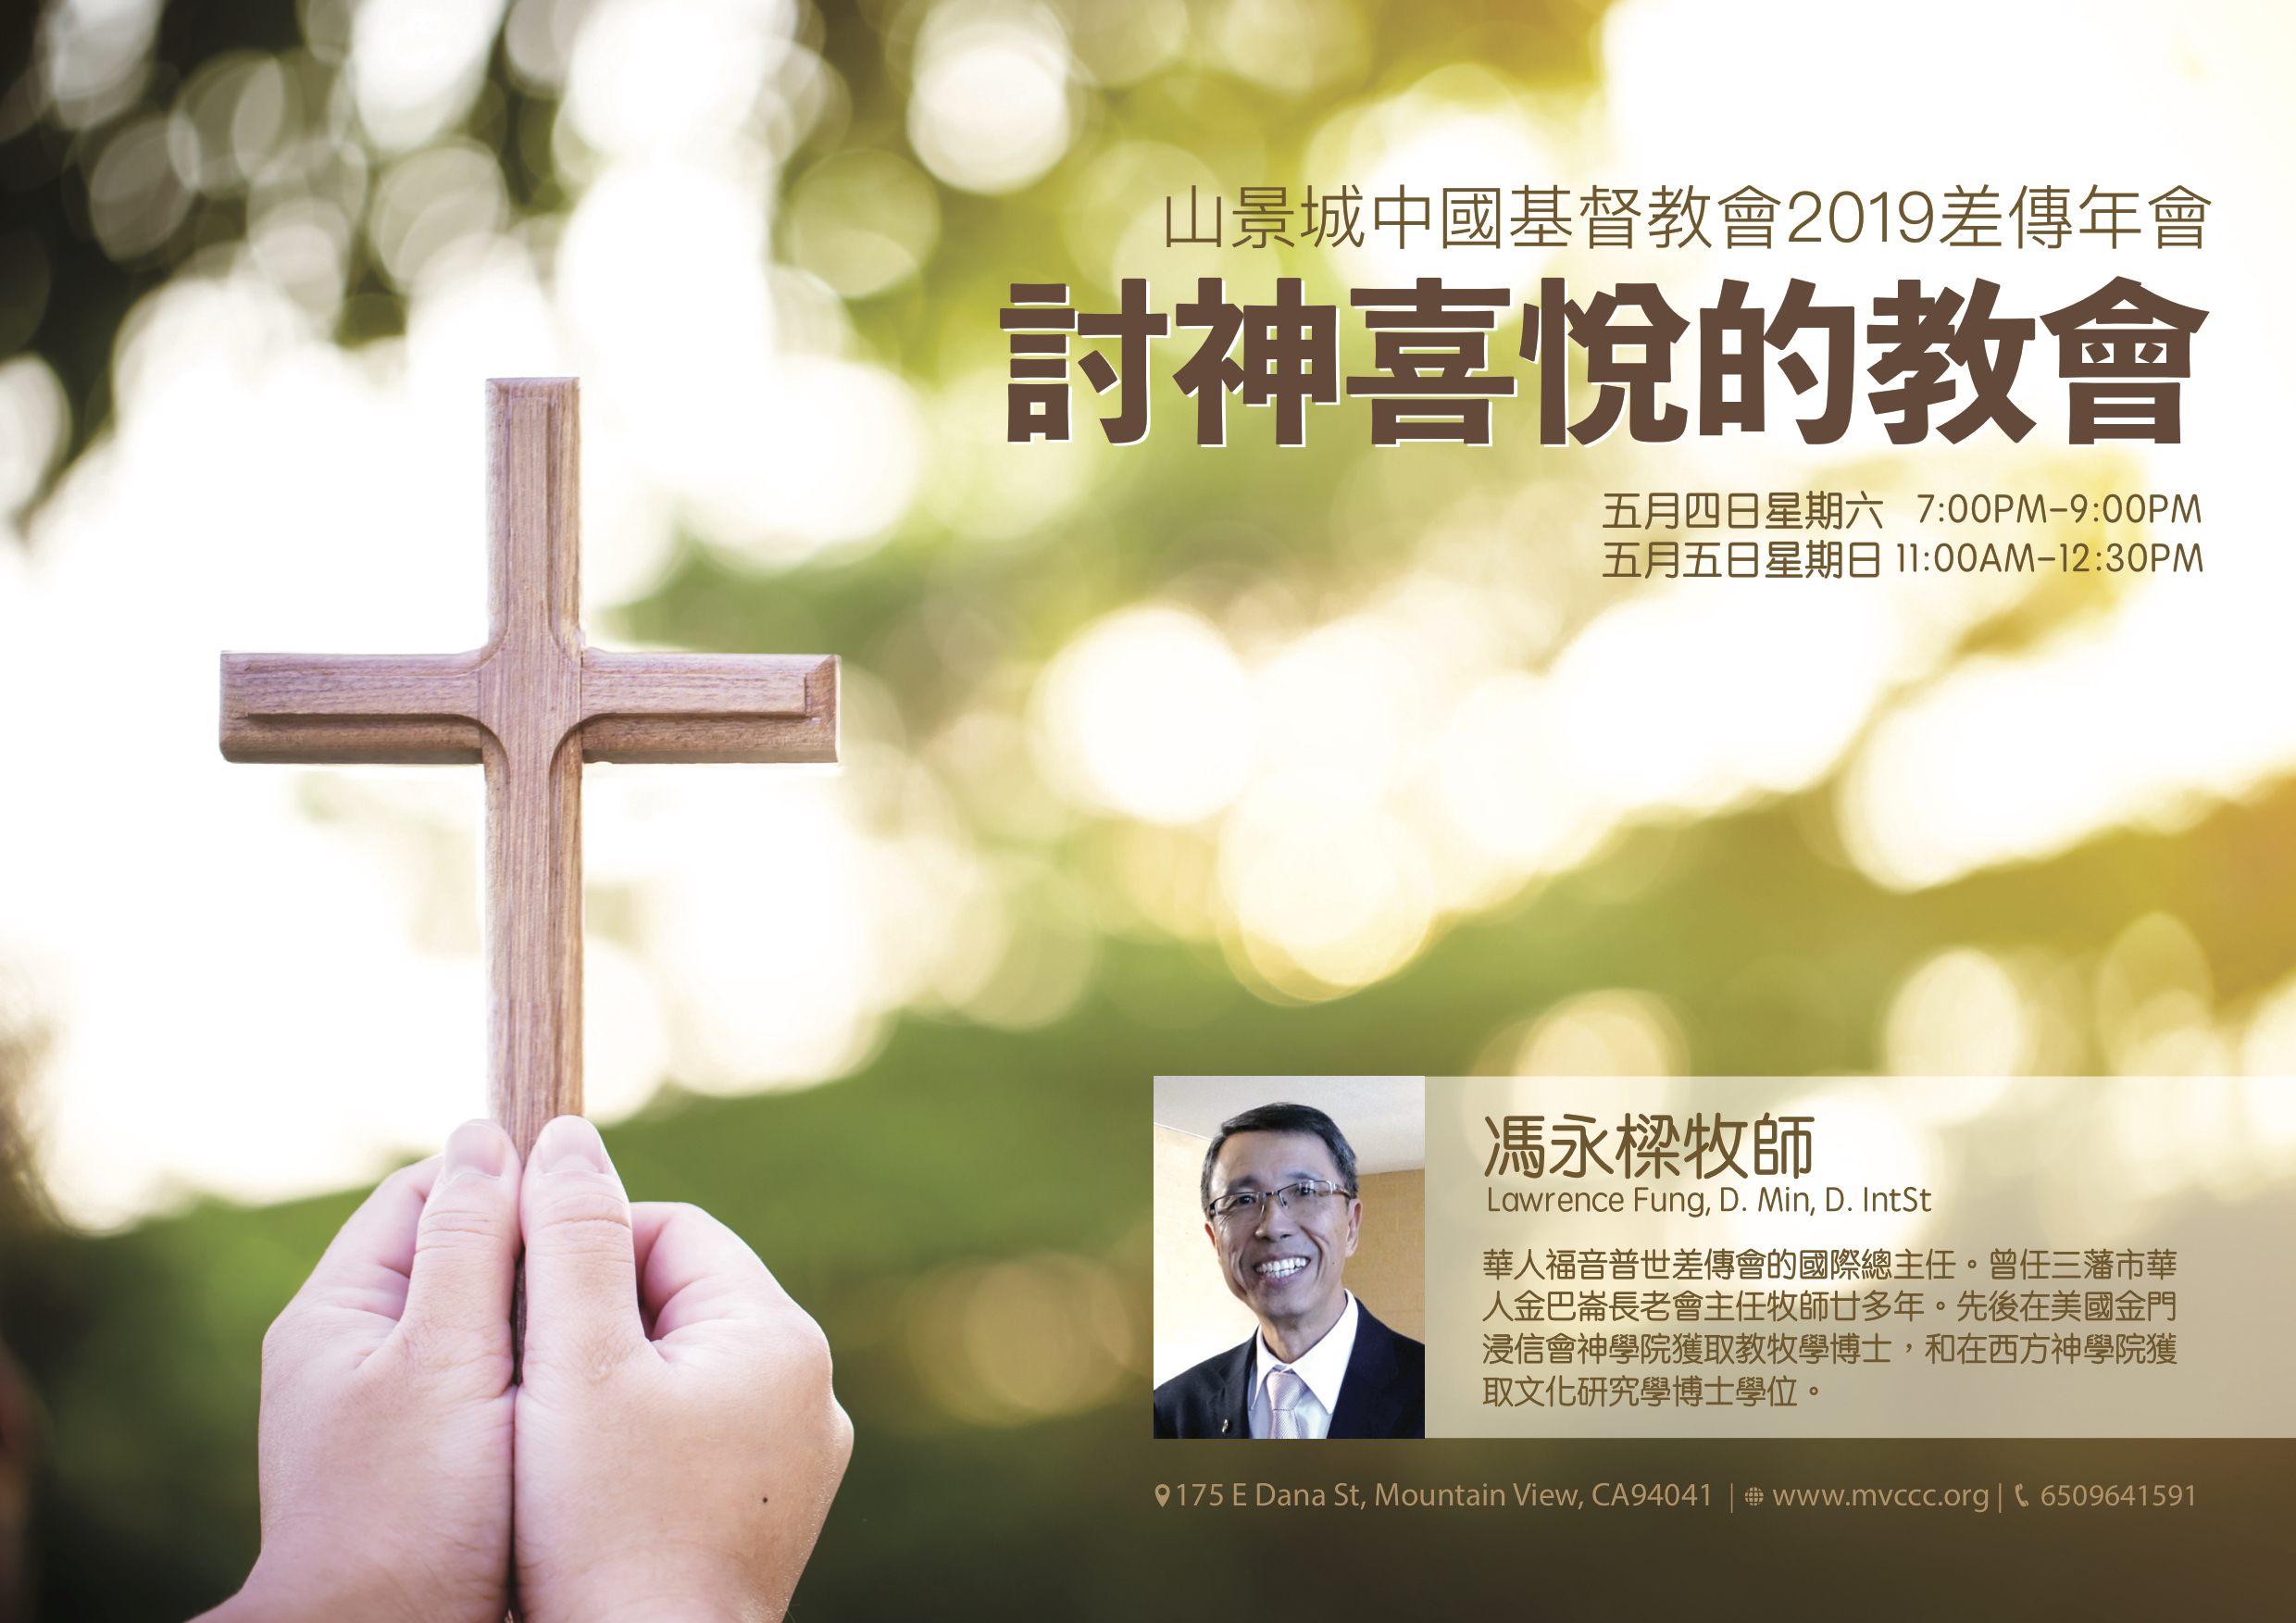 山景城中國基督教會2019差傳年會
討神喜悅的教會
五月四日星期六 7:00PM-9:00PM
五月五日星期日 11:00AM-12:30PM
馮永樑牧師
Lawrence Fung, D. Min, D. IntSt
華人福音普世差傳會的國際總主任。曾任三藩市華
人金巴崙長老會主任牧師廿多年。先後在美國金門
浸信會神學院獲取教牧學博士，和在西方神學院獲
取文化研究學博士學位。
175 E Dana St, Mountain View, CA94041 | www.mvccc.org | 6509641591